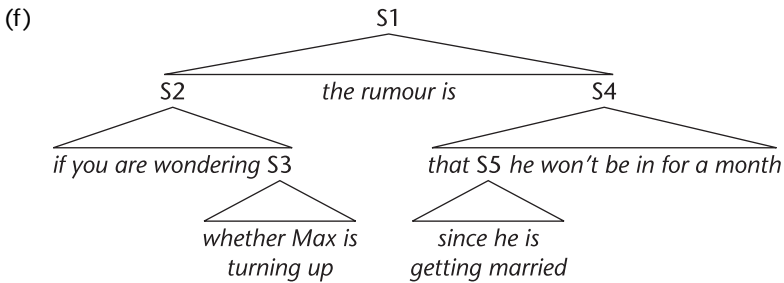 (f)
S1
S2 the rumour is S4
if you are wondering S3 that S5 he won't be in for a month
whether Max is since he is
turning up getting married